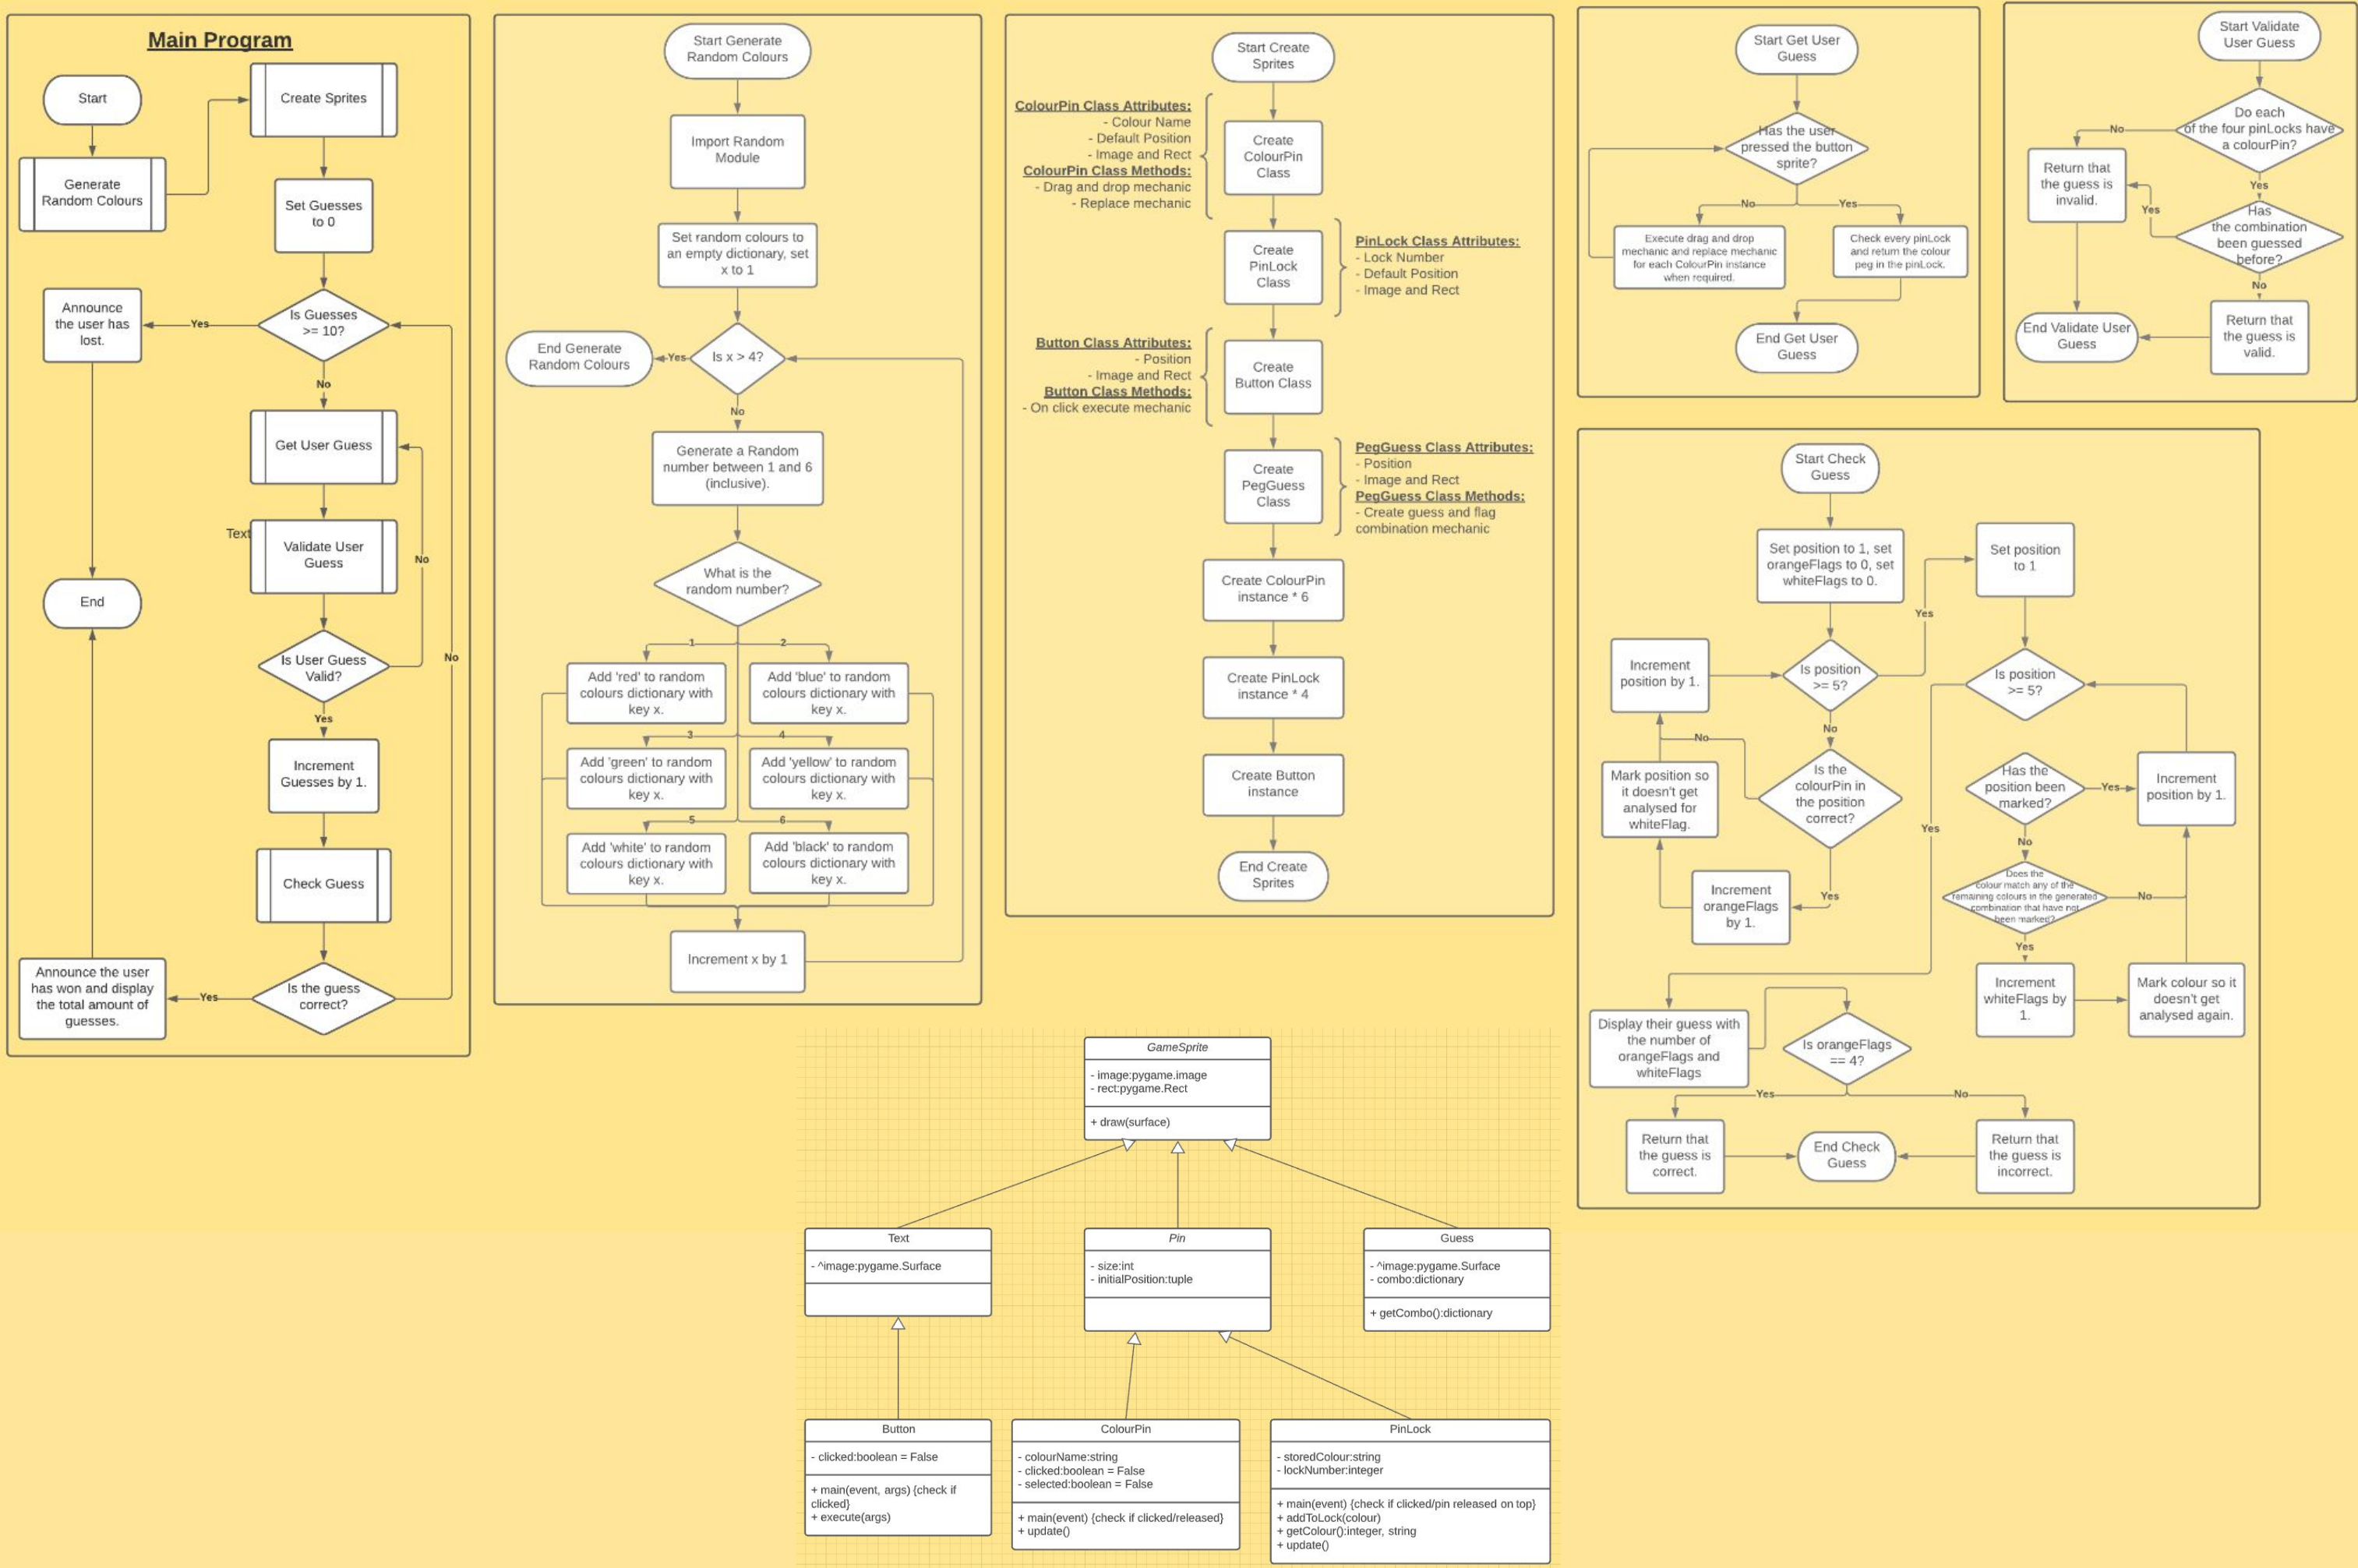 Main Program
Start
Generate
Random Colours
Create Sprites
Set Guesses
to 0
Is Guesses
>= 10?
Yes
Announce
the user has
lost.
No
Get User Guess
Text
Validate User
Guess
No
Is User Guess
Valid?
Yes
No
End
Increment
Guesses by 1.
Check Guess
Is the guess
correct?
Yes
Announce the user
has won and display
the total amount of
guesses.
Start Generate
Random Colours
Import Random
Module
Set random colours to
an empty dictionary, set
x to 1
Is x > 4?
Yes
End Generate
Random Colours
No
Generate a Random
number between 1 and 6
(inclusive).
What is the
random number?
1
2
Add 'red' to random
colours dictionary with
key x.
Add 'blue' to random
colours dictionary with
key x.
3
4
Add 'green' to random
colours dictionary with
key x.
Add 'yellow' to random
colours dictionary with
key x.
5
6
Add 'white' to random
colours dictionary with
key x.
Add 'black' to random
colours dictionary with
key x.
Increment x by 1
Start Create
Sprites
ColourPin Class Attributes:
- Colour Name
- Default Position
- Image and Rect
ColourPin Class Methods:
- Drag and drop mechanic
- Replace mechanic
Create
ColourPin
Class
Create
PinLock
Class
PinLock Class Attributes:
- Lock Number
- Default Position
- Image and Rect
Button Class Attributes:
- Position
- Image and Rect
Button Class Methods:
- On click execute mechanic
Create
Button Class
Create
PegGuess
Class
PegGuess Class Attributes:
- Position
- Image and Rect
PegGuess Class Methods:
- Create guess and flag
combination mechanic
Create ColourPin
instance * 6
Create PinLock
instance * 4
Create Button
instance
End Create
Sprites
Start Get User
Guess
Has the user
pressed the button
sprite?
No
Yes
Execute drag and drop
mechanic and replace mechanic
for each ColourPin instance
when required.
Check every pinLock
and return the colour
peg in the pinLock.
End Get User
Guess
Start Validate
User Guess
Do each
of the four pinLocks have
a colourPin?
No
Return that
the guess is
invalid.
Yes
Yes
Has
the combination
been guessed
before?
No
Return that
the guess is
valid.
End Validate User
Guess
Start Check
Guess
Set position to 1, set
orangeFlags to 0, set
whiteFlags to 0.
Set position
to 1
Yes
Increment
position by 1.
Is position
>= 5?
Is position
>= 5?
No
No
Mark position so
it doesn't get
analysed for
whiteFlag.
Is the
colourPin in
the position
correct?
Has the
position been
marked?
Yes
Increment
position by 1.
Yes
No
Increment
orangeFlags
by 1.
Yes
Does the
colour match any of the
remaining colours in the generated
combination that have not
been marked?
No
Yes
Increment
whiteFlags by
1.
Mark colour so it
doesn't get
analysed again.
Display their guess with
the number of
orangeFlags and
whiteFlags
Is orangeFlags
== 4?
Yes
No
Return that
the guess is
correct.
End Check
Guess
Return that
the guess is
incorrect.
GameSprite
- image:pygame.image
- rect:pygame.Rect
+ draw(surface)
Text
- ^image:pygame.Surface
Pin
- size:int
- initialPosition:tuple
Guess
- ^image:pygame.Surface
- combo:dictionary
+ getCombo():dictionary
Button
- clicked:boolean = False
+ main(event, args) {check if
clicked}
+ execute(args)
ColourPin
- colourName:string
- clicked:boolean = False
- selected:boolean = False
+ main(event) {check if clicked/released}
+ update()
PinLock
- storedColour:string
- lockNumber:integer
+ main(event) {check if clicked/pin released on top}
+ addToLock(colour)
+ getColour():integer, string
+ update()